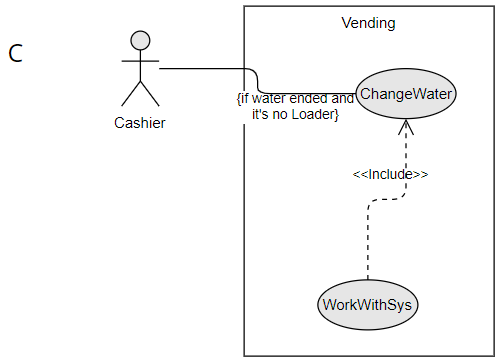 Vending
C
Cashier
{if water ended and
it's no Loader}
ChangeWater
<<Include>>
WorkWithSys